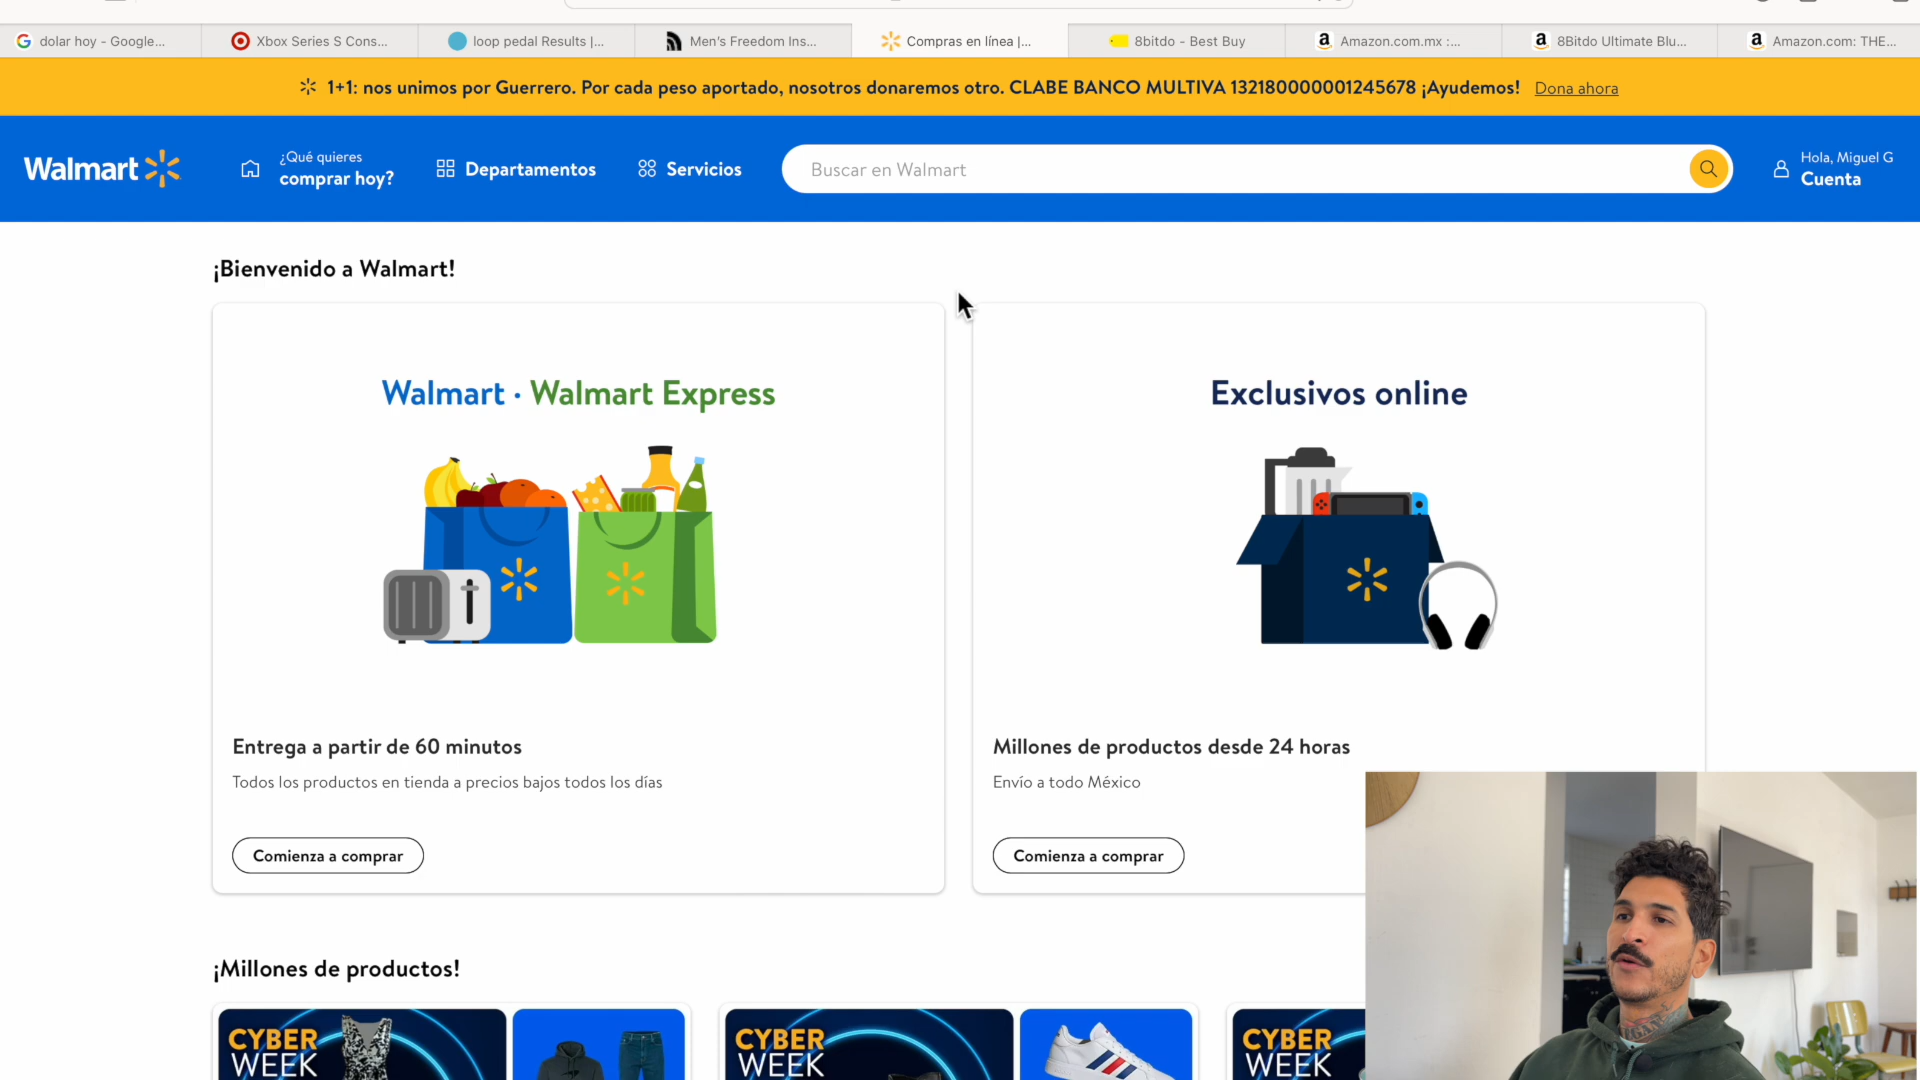 dolar hoy - Google...
Xbox Series S Cons...
loop pedal Results |...
Men's Freedom Ins...
Compras en línea |...
8bitdo - Best Buy
Amazon.com.mx :...
8Bitdo Ultimate Blu...
Amazon.com: THE...
1+1: nos unimos por Guerrero. Por cada peso aportado, nosotros donaremos otro. CLABE BANCO MULTIVA 132180000001245678 ¡Ayudemos! Dona ahora
Walmart
¿Qué quieres
comprar hoy?
Departamentos
Servicios
Buscar en Walmart
Hola, Miguel G
Cuenta
¡Bienvenido a Walmart!
Walmart · Walmart Express
Entrega a partir de 60 minutos
Todos los productos en tienda a precios bajos todos los días
Comienza a comprar
Exclusivos online
Millones de productos desde 24 horas
Envío a todo México
Comienza a comprar
¡Millones de productos!
CYBER
WEEK
CYBER
WEEK
CYBER
WEEK